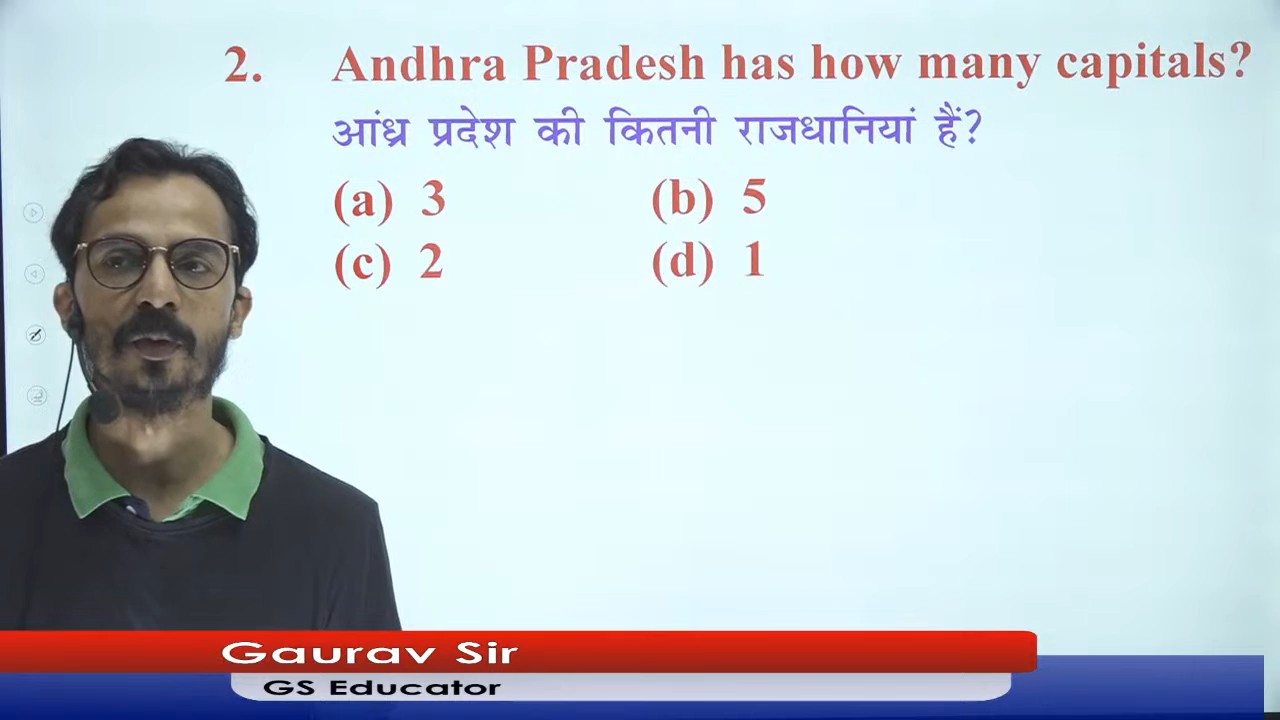 2. Andhra Pradesh has how many capitals?
आंध्र प्रदेश की कितनी राजधानियां हैं?
(a) 3 (b) 5
(c) 2 (d) 1
Gaurav Sir
GS Educator